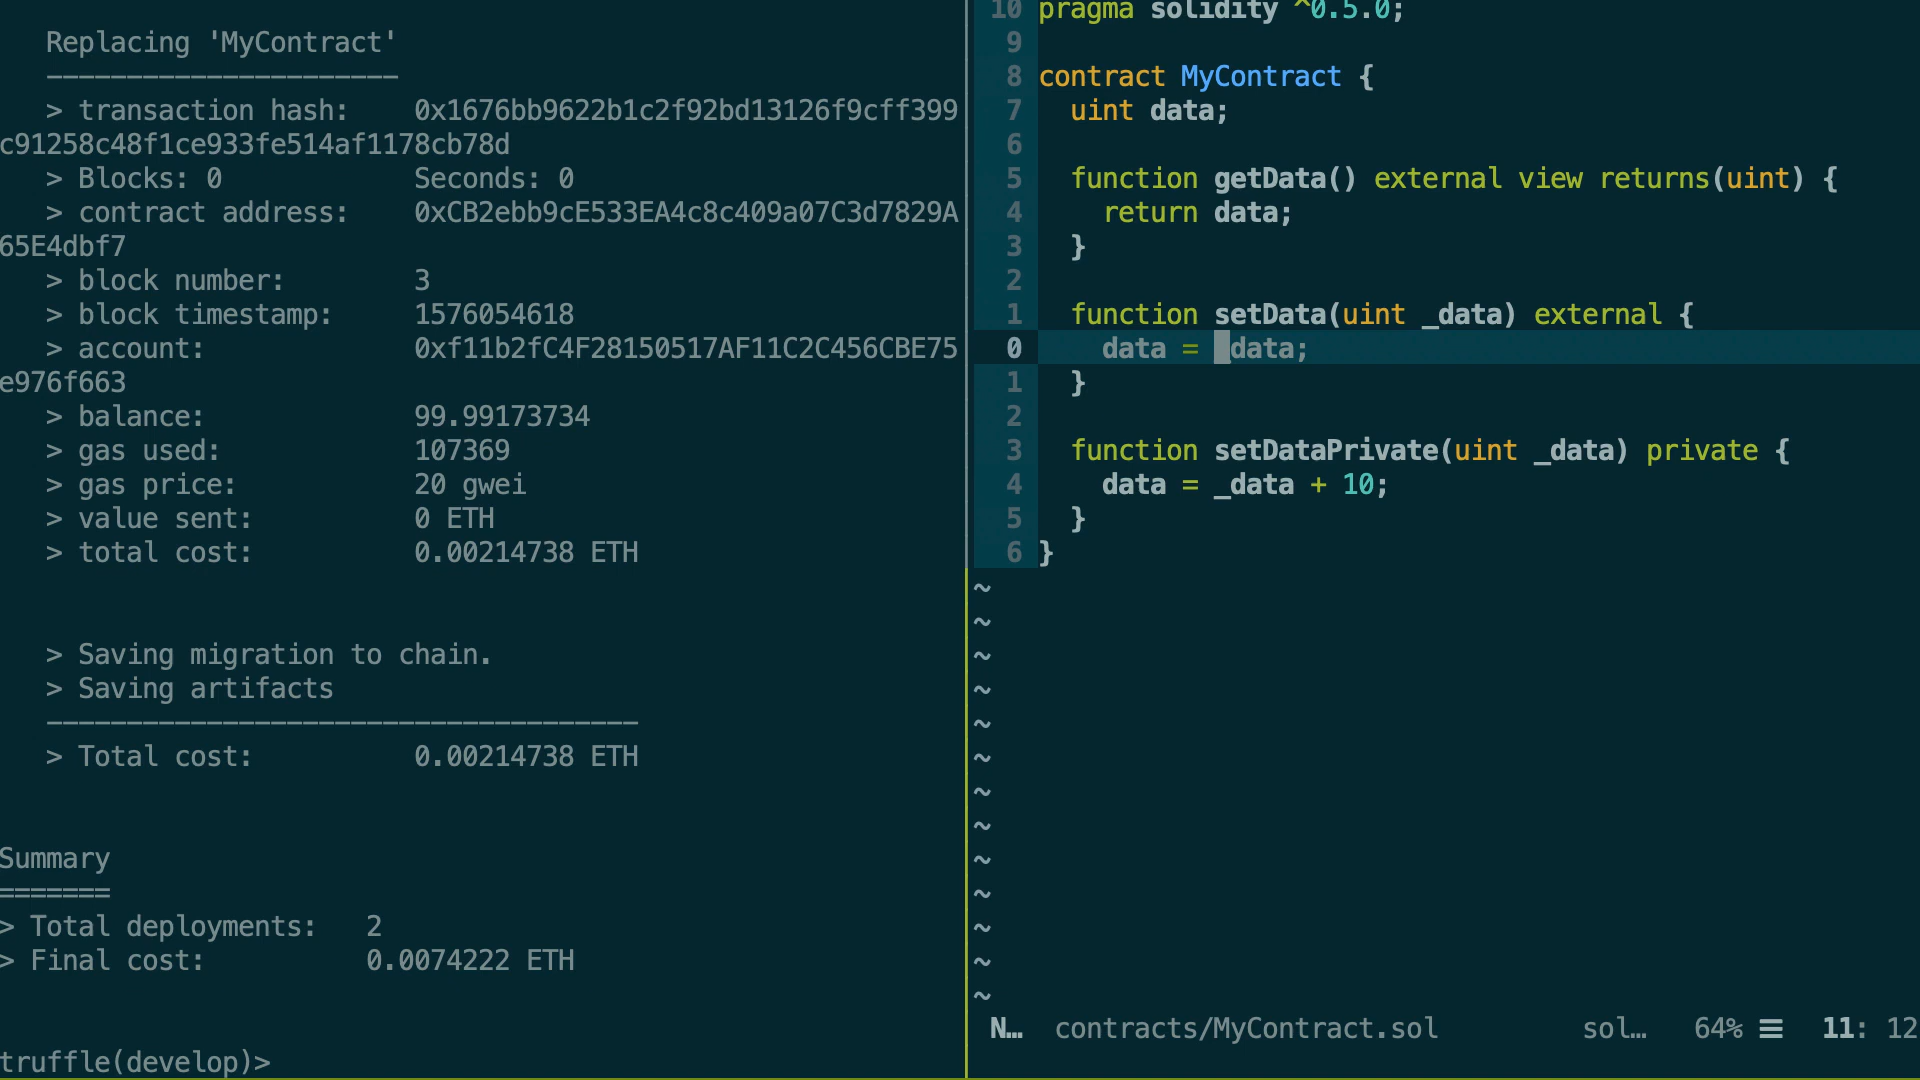 Replacing 'MyContract'
----------------------
> transaction hash:    0x1676bb9622b1c2f92bd13126f9cff399
c91258c48f1ce933fe514af1178cb78d
> Blocks: 0            Seconds: 0
> contract address:    0xCB2ebb9cE533EA4c8c409a07C3d7829A
65E4dbf7
> block number:        3
> block timestamp:     1576054618
> account:             0xf11b2fC4F28150517AF11C2C456CBE75
e976f663
> balance:             99.99173734
> gas used:            107369
> gas price:           20 gwei
> value sent:          0 ETH
> total cost:          0.00214738 ETH
> Saving migration to chain.
> Saving artifacts
-------------------------------------
> Total cost:          0.00214738 ETH
Summary
=======
> Total deployments:   2
> Final cost:          0.0074222 ETH
truffle(develop)>
10 pragma solidity ^0.5.0;
9
8 contract MyContract {
7   uint data;
6
5   function getData() external view returns(uint) {
4     return data;
3   }
2
1   function setData(uint _data) external {
0     data = data;
1   }
2
3   function setDataPrivate(uint _data) private {
4     data = _data + 10;
5   }
6 }
~
~
~
~
~
~
~
~
~
~
~
~
~
N… contracts/MyContract.sol sol… 64% ☰ 11: 12